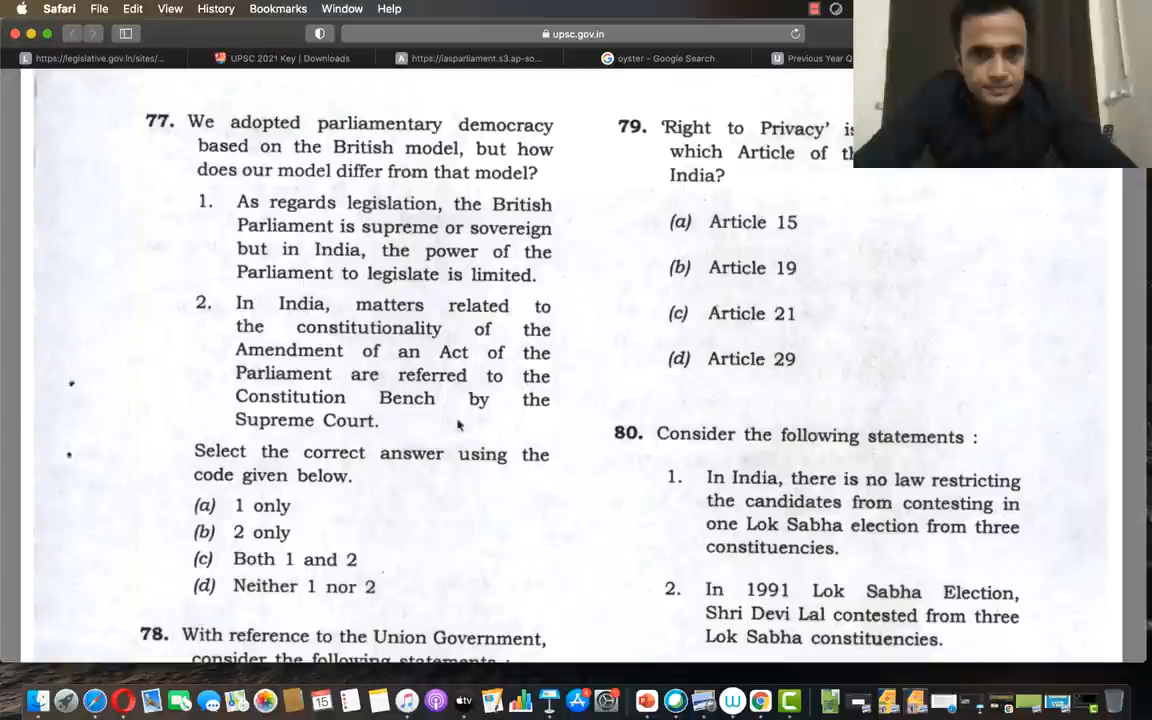 Safari File Edit View History Bookmarks Window Help
upsc.gov.in
https://legislative.gov.in/sites/... UPSC 2021 Key | Downloads https://iasparliament.s3.ap-so... oyster - Google Search Previous Year Q
77. We adopted parliamentary democracy
based on the British model, but how
does our model differ from that model?
1. As regards legislation, the British
Parliament is supreme or sovereign
but in India, the power of the
Parliament to legislate is limited.
2. In India, matters related to
the constitutionality of the
Amendment of an Act of the
Parliament are referred to the
Constitution Bench by the
Supreme Court.
Select the correct answer using the
code given below.
(a) 1 only
(b) 2 only
(c) Both 1 and 2
(d) Neither 1 nor 2
78. With reference to the Union Government,
consider the following statements :
79. 'Right to Privacy' is
which Article of th
India?
(a) Article 15
(b) Article 19
(c) Article 21
(d) Article 29
80. Consider the following statements :
1. In India, there is no law restricting
the candidates from contesting in
one Lok Sabha election from three
constituencies.
2. In 1991 Lok Sabha Election,
Shri Devi Lal contested from three
Lok Sabha constituencies.
15
tv